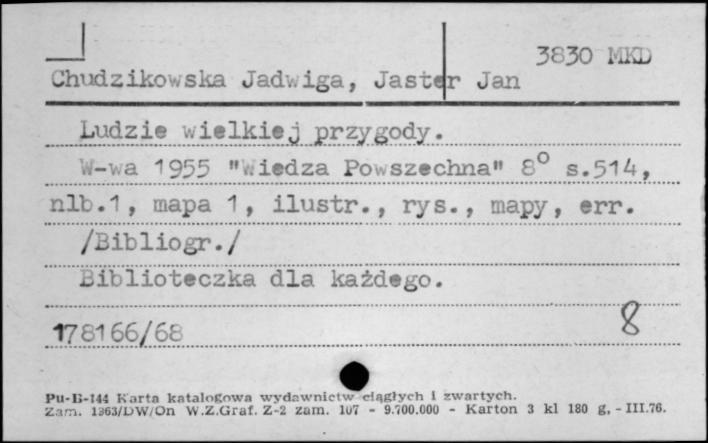 3830 MKD
Chudzikowska Jadwiga, Jaster Jan
Ludzie wielkiej przygody.
W-wa 1955 "Wiedza Powszechna" 8° s.514,
nlb.1, mapa 1, ilustr., rys., mapy, err.
/Bibliogr./
Biblioteczka dla każdego.
178166/68
8
Pu-B-144 Karta katalogowa wydawnictw ciągłych i zwartych.
Zam. 1363/DW/On W.Z.Graf. Z-2 zam. 107 - 9.700.000 - Karton 3 kl 180 g. - III.76.